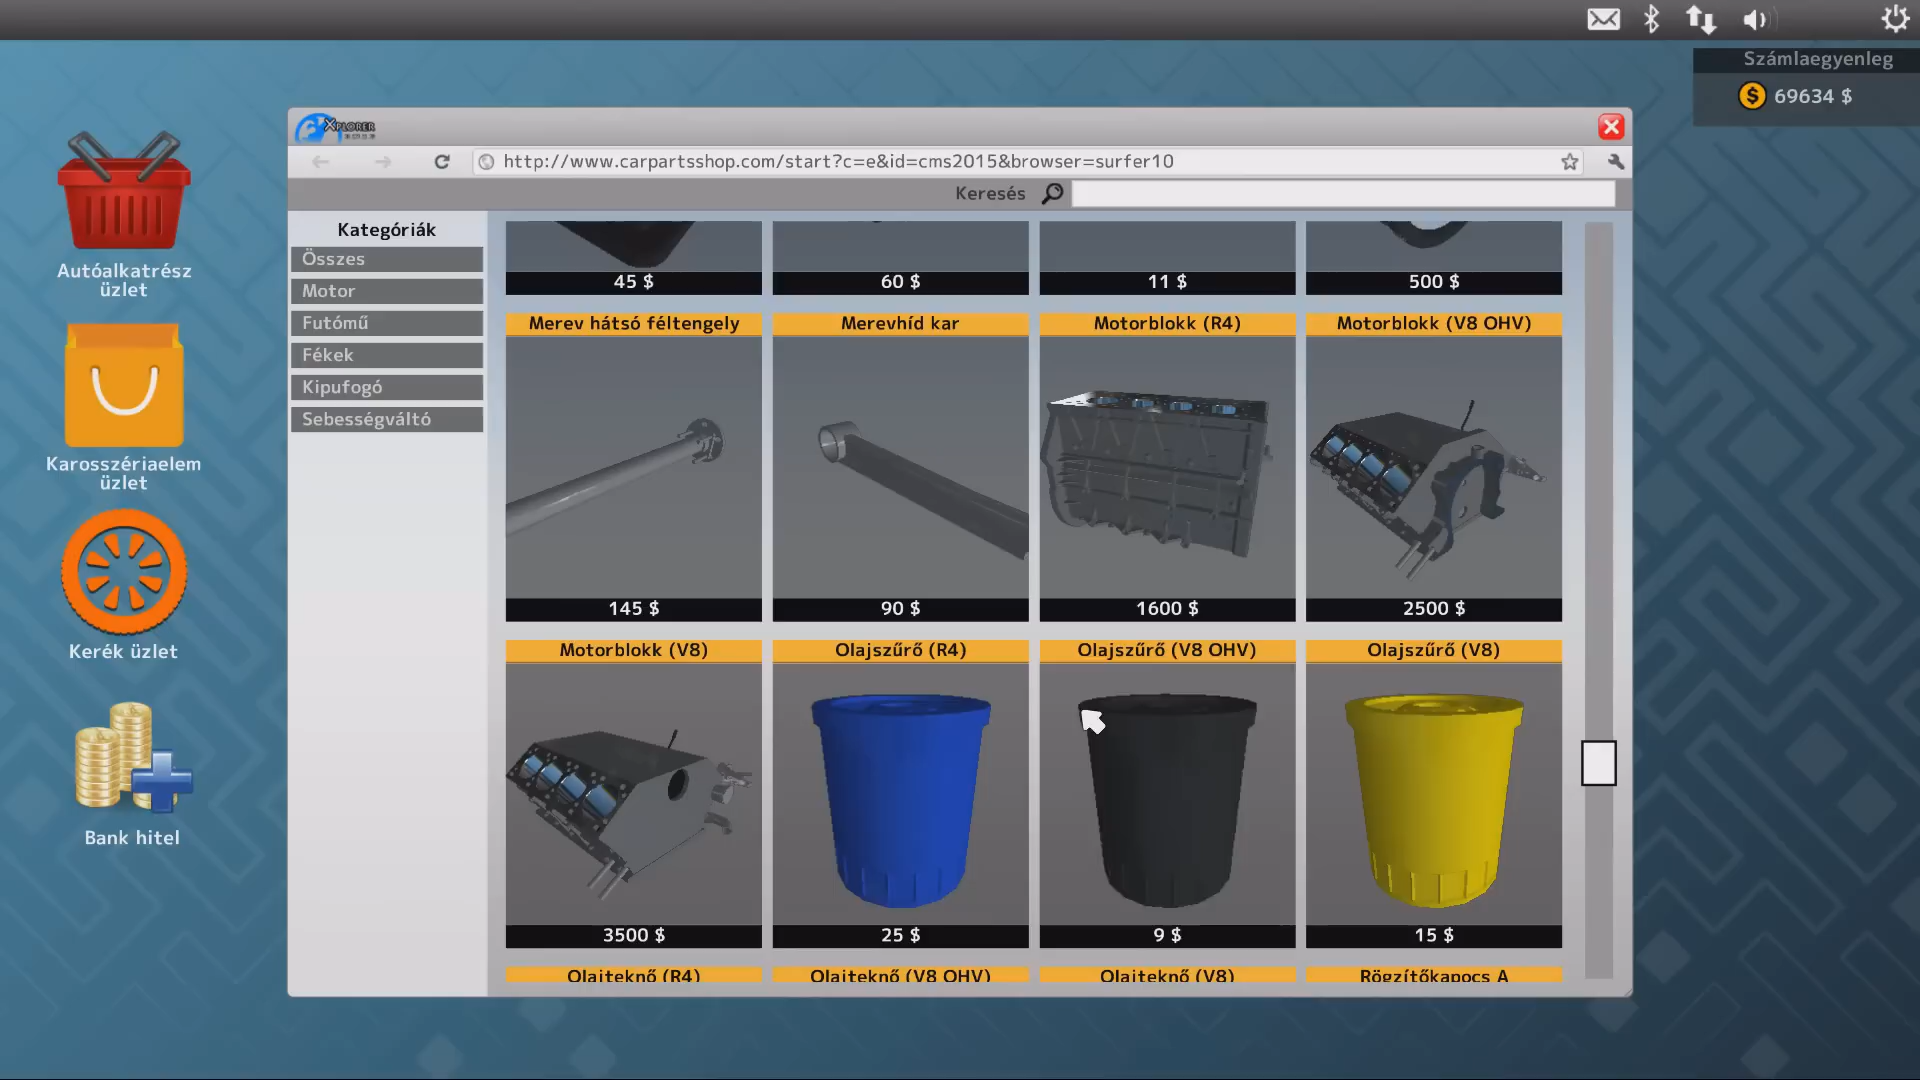 Számlaegyenleg
69634 $
XPLORER
http://www.carpartsshop.com/start?c=e&id=cms2015&browser=surfer10
Keresés
Kategóriák
Összes
Motor
Futómű
Fékek
Kipufogó
Sebességváltó
Autóalkatrész
üzlet
Karosszériaelem
üzlet
Kerék üzlet
Bank hitel
45 $
60 $
11 $
500 $
Merev hátsó féltengely
Merevhíd kar
Motorblokk (R4)
Motorblokk (V8 OHV)
145 $
90 $
1600 $
2500 $
Motorblokk (V8)
Olajszűrő (R4)
Olajszűrő (V8 OHV)
Olajszűrő (V8)
3500 $
25 $
9 $
15 $
Olajteknő (R4)
Olajteknő (V8 OHV)
Olajteknő (V8)
Rögzítőkapocs A